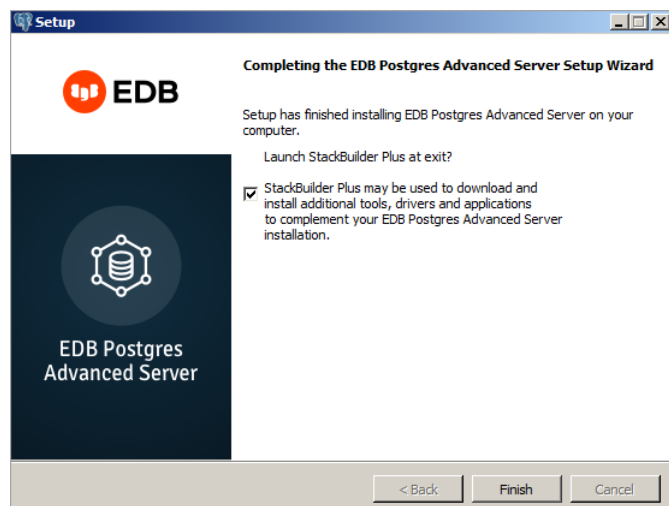 Setup
EDB
Completing the EDB Postgres Advanced Server Setup Wizard
Setup has finished installing EDB Postgres Advanced Server on your
computer.
Launch StackBuilder Plus at exit?
StackBuilder Plus may be used to download and
install additional tools, drivers and applications
to complement your EDB Postgres Advanced Server
installation.
EDB Postgres
Advanced Server
< Back
Finish
Cancel